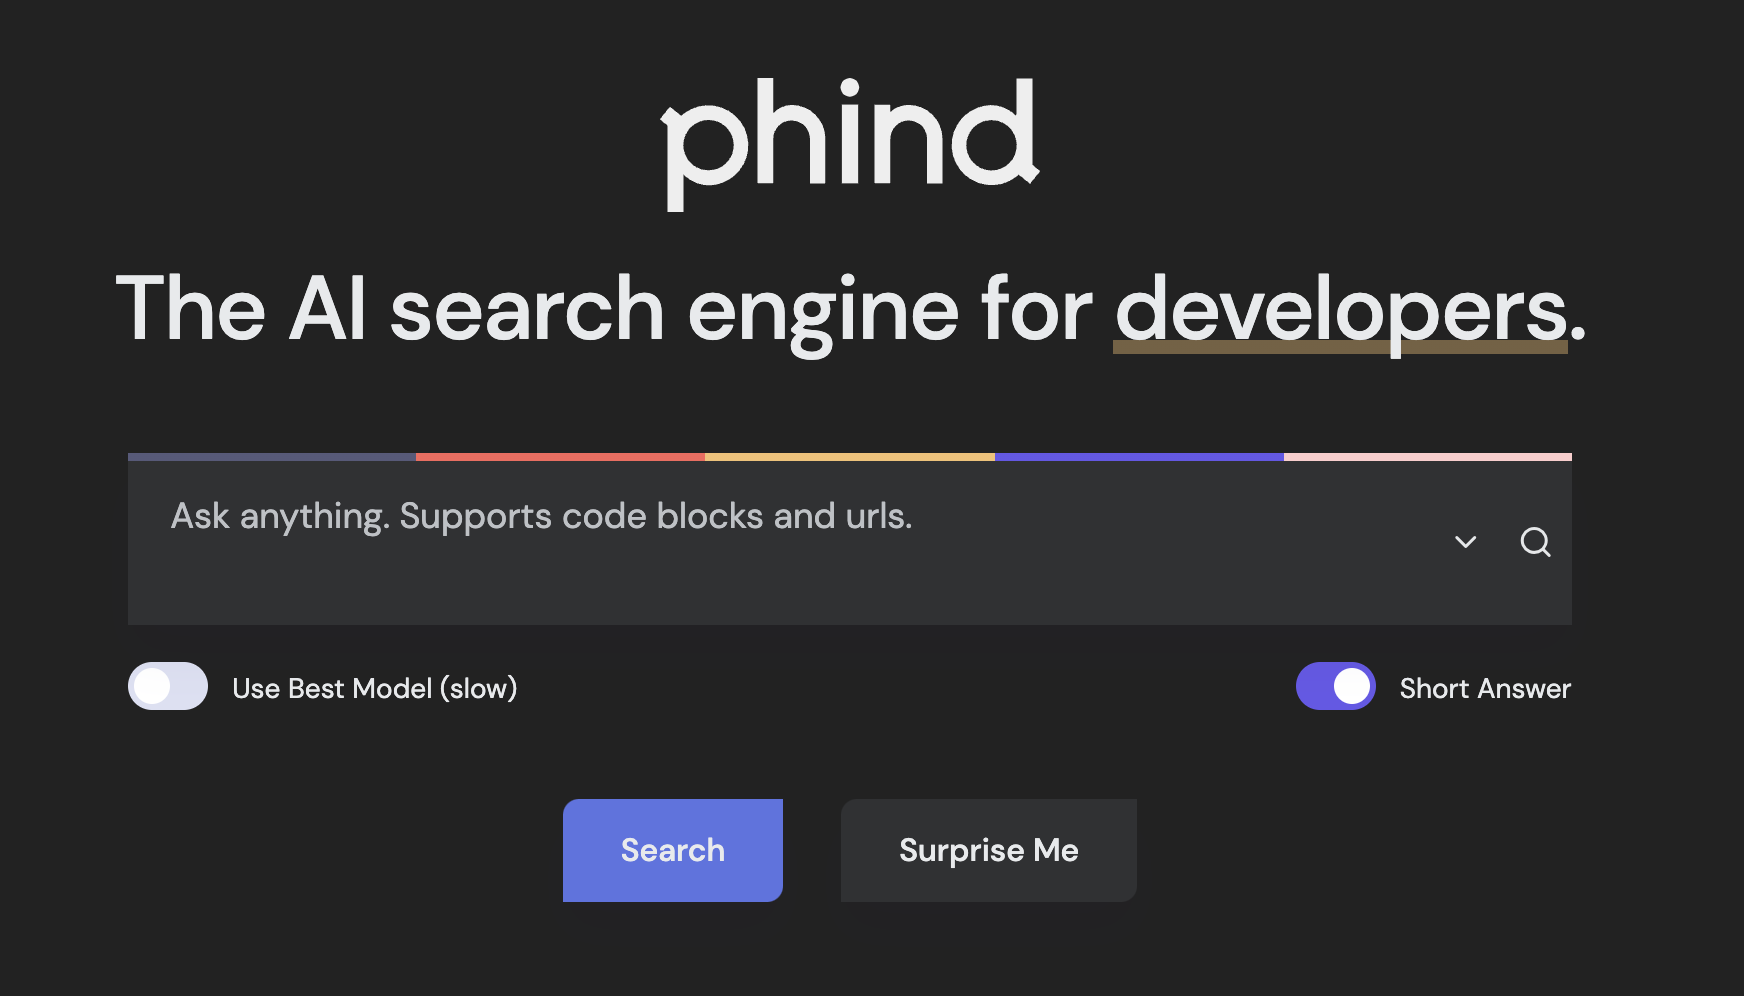 phind
The AI search engine for developers.
Ask anything. Supports code blocks and urls.
Use Best Model (slow)
Short Answer
Search
Surprise Me